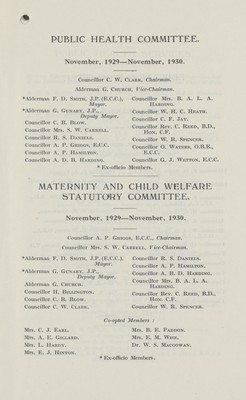 PUBLIC HEALTH COMMITTEE.
November, 1929—November, 1930.
Councillor C. W. Clark, Chairman.
Alderman G. Church, Vice-Chairman.
*Alderman F. D. Smith, J.P. (E.C.C.),
Mayor.
*Alderman G. Gunary, J.P.,
Deputy Mayor.
Councillor C. B. Blow.
Councillor Mrs. S. W. Carrell.
Councillor R. S. Daniels.
Councillor A. P. Griggs, E.C.C.
Councillor A. P. Hamilton.
Councillor A. D. B. Harding.
Councillor Mrs. B. A. L. A.
Harding.
Councillor W. H. C. Heath.
Councillor C. F. Jay.
Councillor Rev. C. Reed, B.D.,
Hon. C.F.
Councillor W. R. Spencer.
Councillor O. Waters, O.B.E.,
E.C.C.
Councillor G. J. Wetton, E.C.C.
* Ex-officio Members.
MATERNITY AND CHILD WELFARE
STATUTORY COMMITTEE.
November, 1929—November, 1930.
Councillor A. P. Griggs, E.C.C., Chairman.
Councillor Mrs. S. W. Carrell, Vice-Chairman.
*Alderman F. D. Smith, J.P. (E.C.C.),
Mayor.
*Alderman G. Gunary, J.P.,
Deputy Mayor.
Alderman G. Church.
Councillor H. Billington.
Councillor C. B. Blow.
Councillor C. W. Clark.
Councillor R. S. Daniels.
Councillor A. P. Hamilton.
Councillor A. B. D. Harding.
Councillor Mrs. B. A. L. A.
Harding.
Councillor Rev. C. Reed, B.D.,
Hon. C.F.
Councillor W. R. Spencer.
Co-opted Members :
Mrs. C. J. Earl.
Mrs. A. E. Gilland.
Mrs. L. Hardy.
Mrs. E. J. Hinton.
Mrs. B. E. Paddon.
Mrs. E. M. Wise.
Dr. W. S. Macgowan.
* Ex-officio Members.